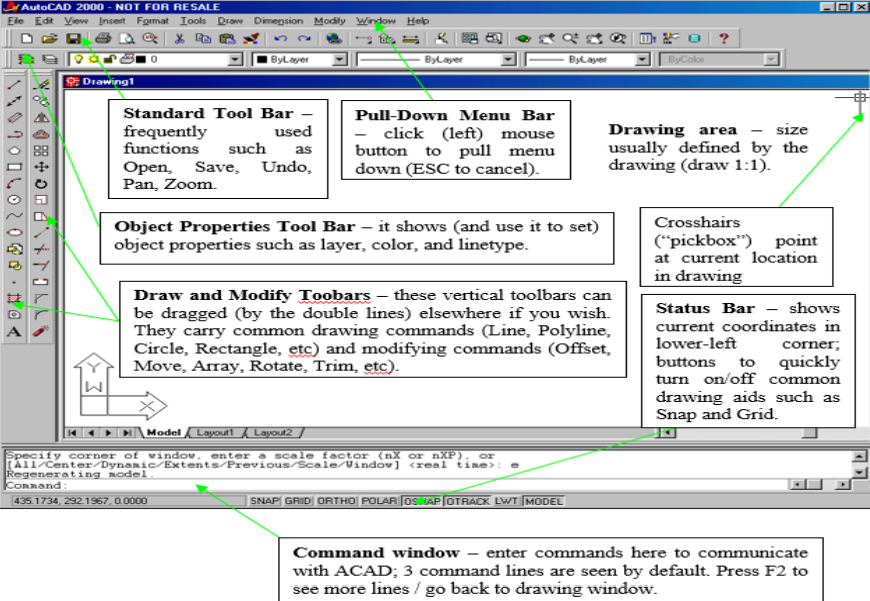 AutoCAD 2000 - NOT FOR RESALE
File Edit View Insert Format Tools Draw Dimension Modify Window Help
0 ByLayer ByLayer ByLayer ByColor
Drawing1
Standard Tool Bar –
frequently used
functions such as
Open, Save, Undo,
Pan, Zoom.
Pull-Down Menu Bar
– click (left) mouse
button to pull menu
down (ESC to cancel).
Drawing area – size
usually defined by the
drawing (draw 1:1).
Object Properties Tool Bar – it shows (and use it to set)
object properties such as layer, color, and linetype.
Crosshairs
(“pickbox”) point
at current location
in drawing
Draw and Modify Toobars – these vertical toolbars can
be dragged (by the double lines) elsewhere if you wish.
They carry common drawing commands (Line, Polyline,
Circle, Rectangle, etc) and modifying commands (Offset,
Move, Array, Rotate, Trim, etc).
Status Bar – shows
current coordinates in
lower-left corner;
buttons to quickly
turn on/off common
drawing aids such as
Snap and Grid.
A
Y
W
X
Model Layout1 Layout2
Specify corner of window, enter a scale factor (nX or nXP), or
[All/Center/Dynamic/Extents/Previous/Scale/Window] <real time>: e
Regenerating model.
Command:
435.1734, 292.1967, 0.0000 SNAP GRID ORTHO POLAR OSNAP OTRACK LWT MODEL
Command window – enter commands here to communicate
with ACAD; 3 command lines are seen by default. Press F2 to
see more lines / go back to drawing window.